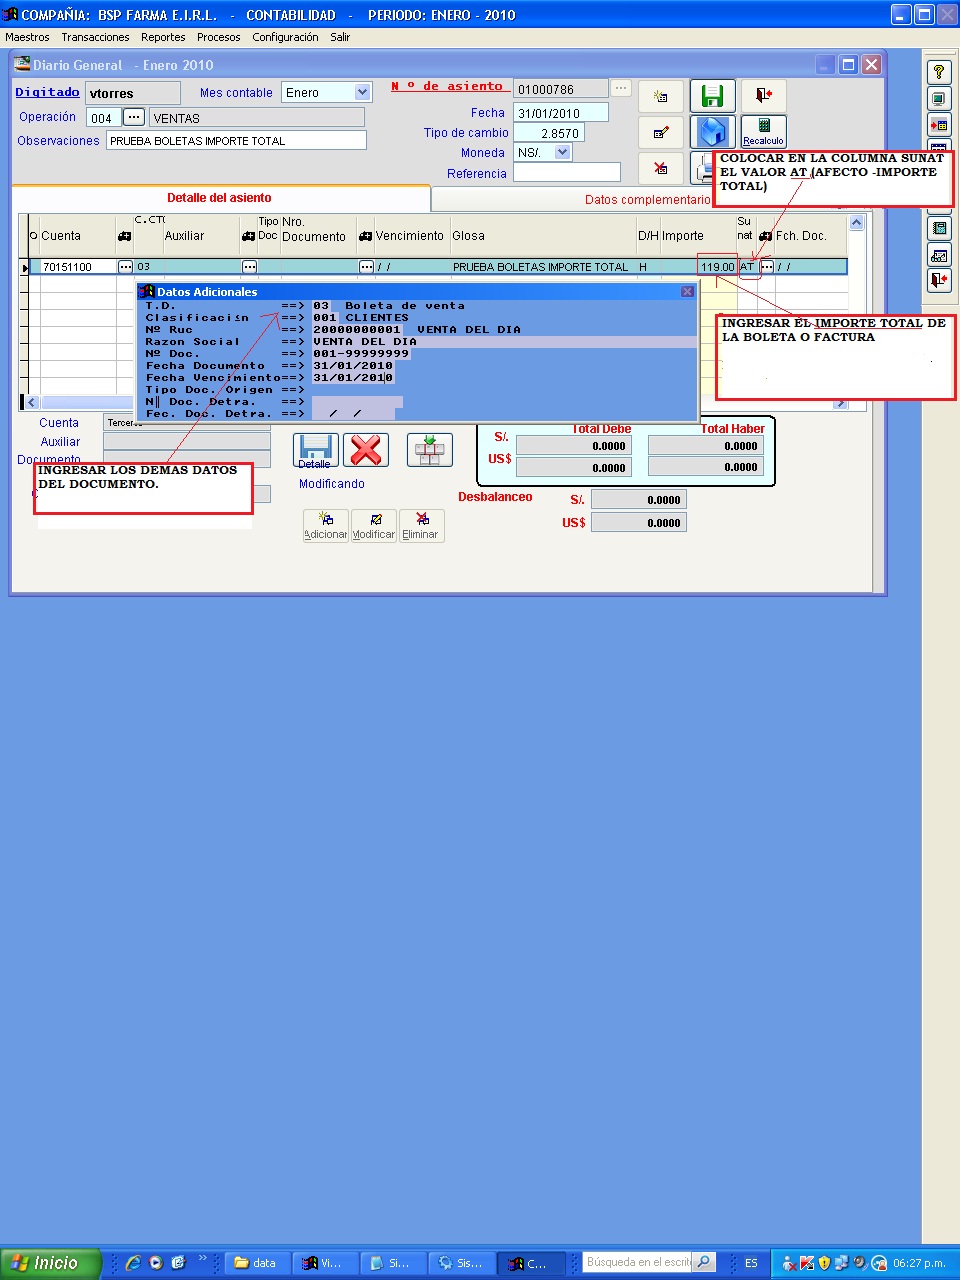 COMPAÑIA: BSP FARMA E.I.R.L. - CONTABILIDAD - PERIODO: ENERO - 2010
Maestros Transacciones Reportes Procesos Configuración Salir
Diario General - Enero 2010
Digitado vtorres Mes contable Enero Nº de asiento 01000786 ...
Operación 004 ... VENTAS Fecha 31/01/2010
Observaciones PRUEBA BOLETAS IMPORTE TOTAL Tipo de cambio 2.8570
Moneda NS/. Recalculo
Referencia
COLOCAR EN LA COLUMNA SUNAT
EL VALOR AT (AFECTO -IMPORTE
TOTAL)
Detalle del asiento Datos complementario
O Cuenta C.CT Auxiliar Tipo Doc Nro. Documento Vencimiento Glosa D/H Importe Su nat Fch. Doc.
70151100 ... 03 ... ... / / PRUEBA BOLETAS IMPORTE TOTAL H 119.00 AT ... / /
Datos Adicionales
T.D. ==> 03 Boleta de venta
Clasificación ==> 001 CLIENTES
Nº Ruc ==> 20000000001 VENTA DEL DIA
Razon Social ==> VENTA DEL DIA
Nº Doc. ==> 001-99999999
Fecha Documento ==> 31/01/2010
Fecha Vencimiento==> 31/01/2010
Tipo Doc. Origen ==>
N║ Doc. Detra. ==>
Fec. Doc. Detra. ==> / /
INGRESAR EL IMPORTE TOTAL DE
LA BOLETA O FACTURA
Cuenta
Auxiliar
Documento
INGRESAR LOS DEMAS DATOS
DEL DOCUMENTO.
Detalle
Modificando
Adicionar Modificar Eliminar
Total Debe Total Haber
S/. 0.0000 0.0000
US$ 0.0000 0.0000
Desbalanceo S/. 0.0000
US$ 0.0000
Inicio data Vi... Si... Sis... C... Búsqueda en el escrit ES 06:27 p.m.